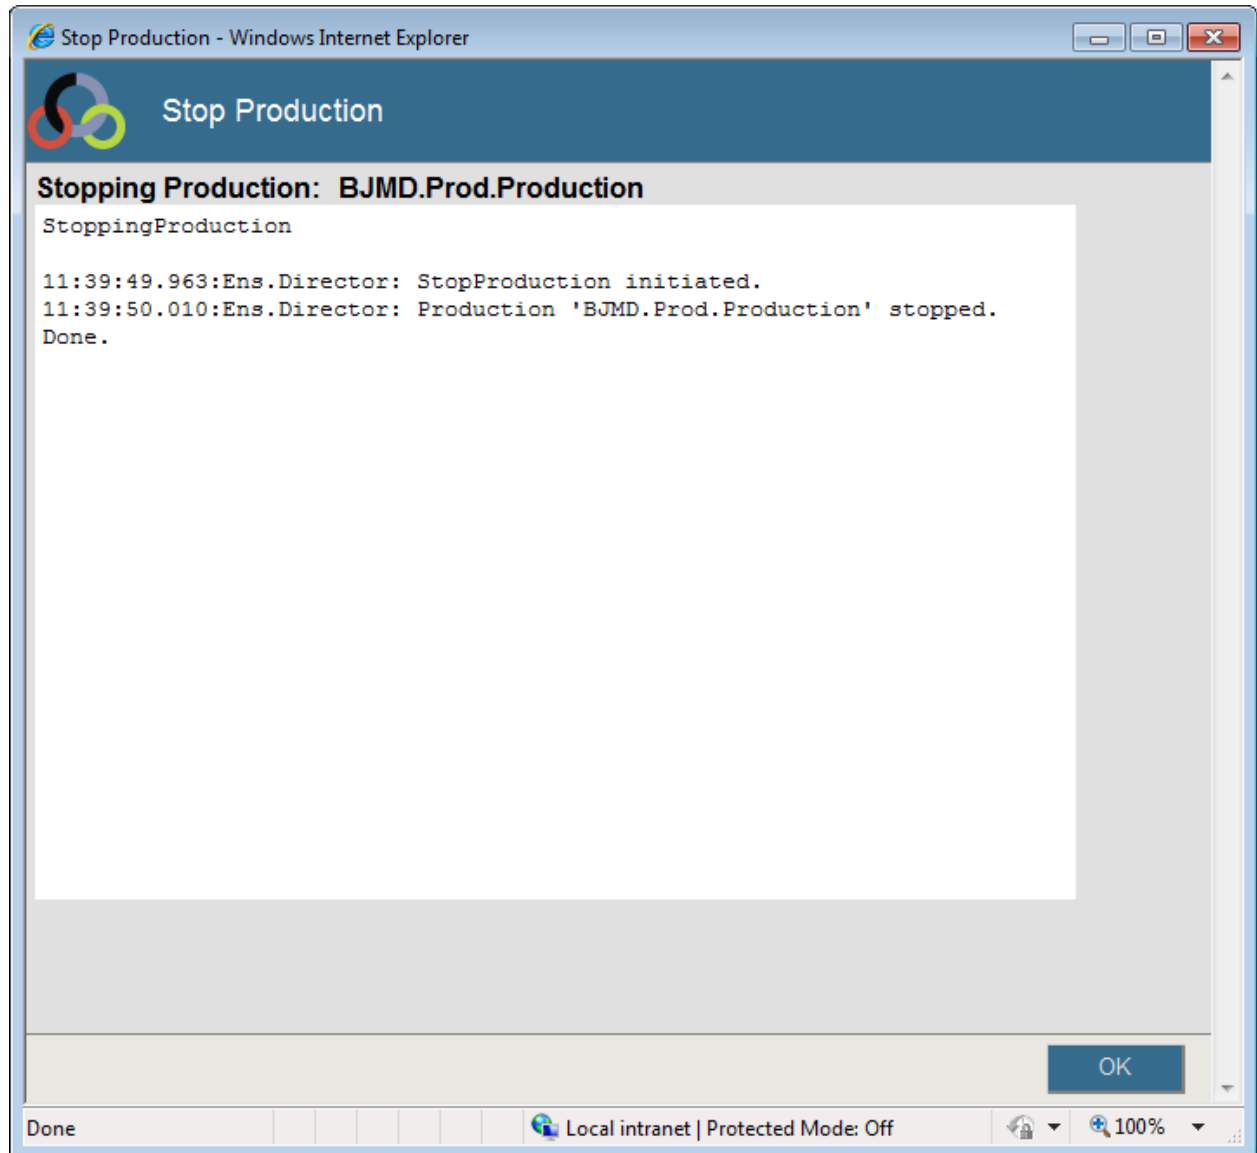 Stop Production - Windows Internet Explorer
Stop Production
Stopping Production:  BJMD.Prod.Production
StoppingProduction
11:39:49.963:Ens.Director: StopProduction initiated.
11:39:50.010:Ens.Director: Production 'BJMD.Prod.Production' stopped.
Done.
OK
Done
Local intranet | Protected Mode: Off
100%